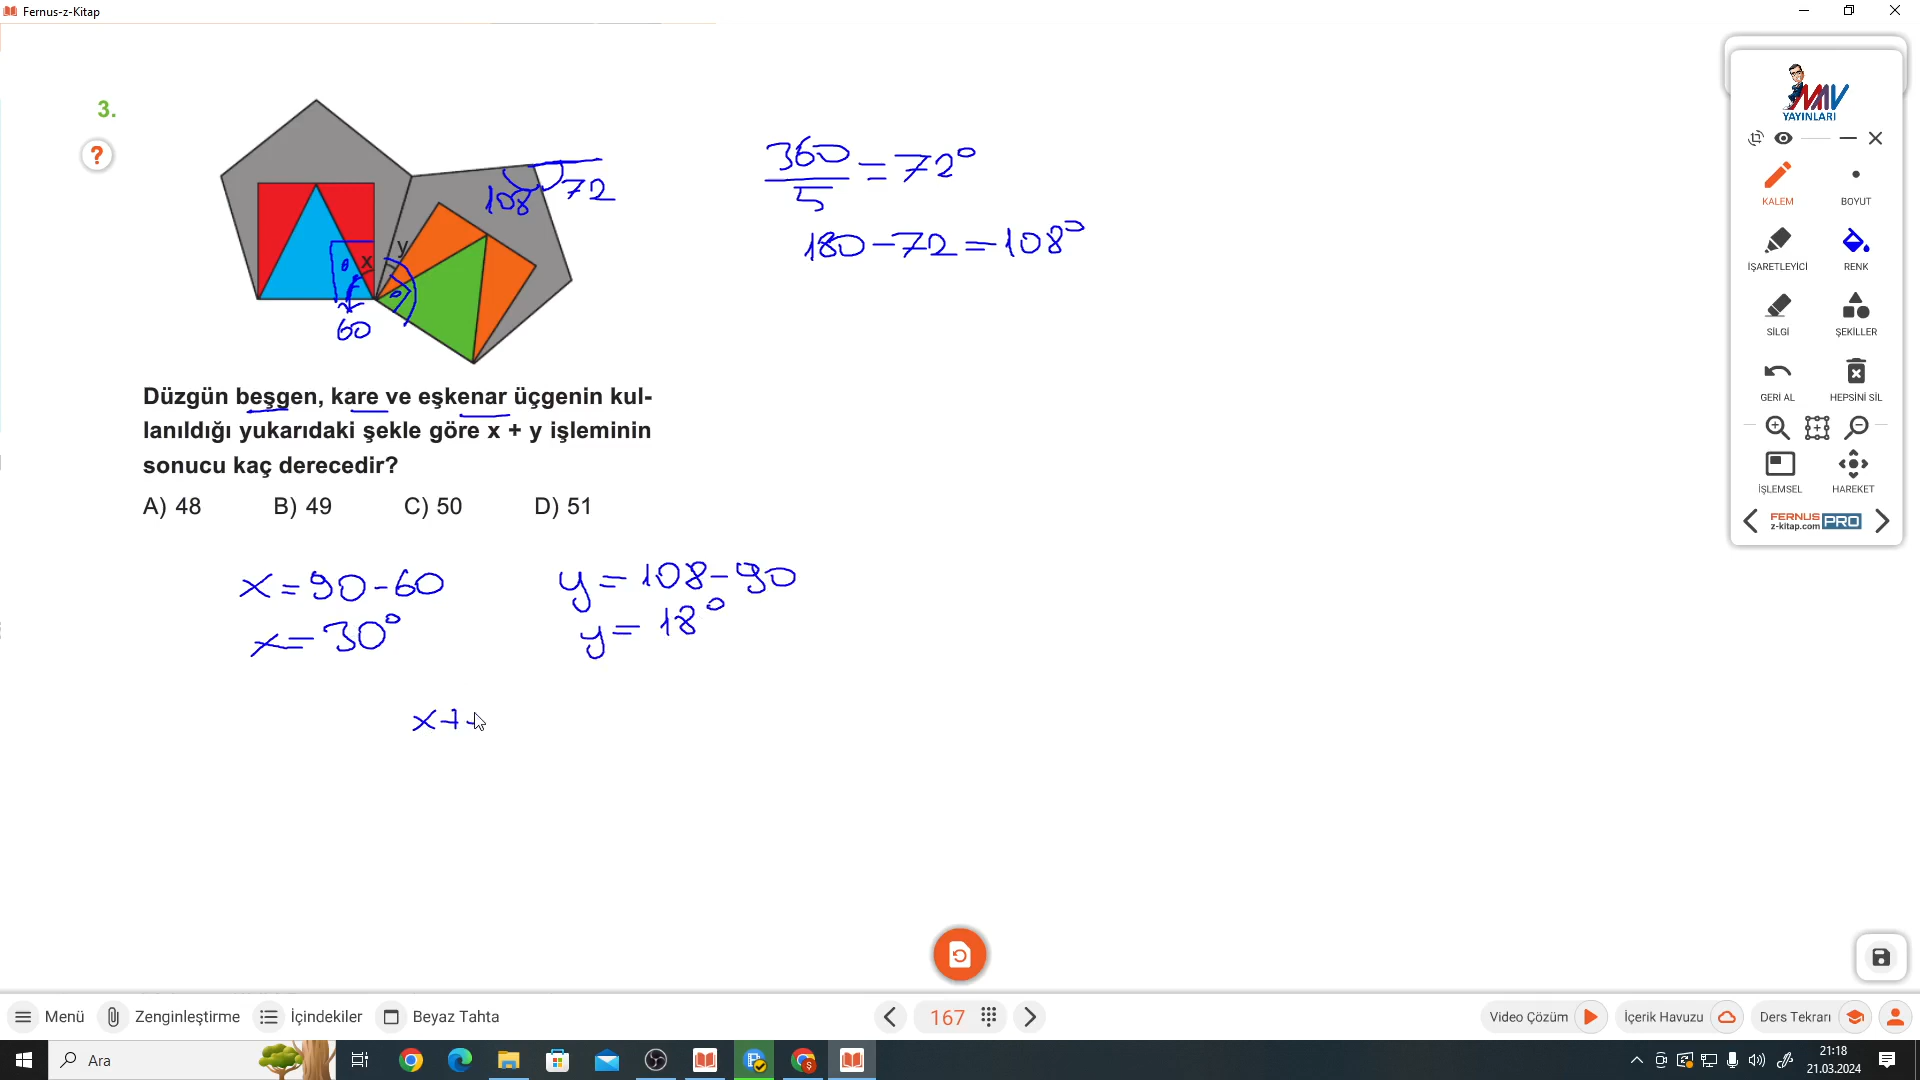 Fernus-z-Kitap
3.
?
108
72
y
x
60
360
5
= 72°
180 - 72 = 108°
Düzgün beşgen, kare ve eşkenar üçgenin kul-
lanıldığı yukarıdaki şekle göre x + y işleminin
sonucu kaç derecedir?
A) 48 B) 49 C) 50 D) 51
x = 90 - 60
x = 30°
y = 108 - 90
y = 18°
x +
MAV
YAYINLARI
KALEM BOYUT
İŞARETLEYİCİ RENK
SİLGİ ŞEKİLLER
GERİ AL HEPSİNİ SİL
İŞLEMSEL HAREKET
FERNUS
z-kitap.com PRO
Menü Zenginleştirme İçindekiler Beyaz Tahta 167 Video Çözüm İçerik Havuzu Ders Tekrarı
Ara
21:18
21.03.2024